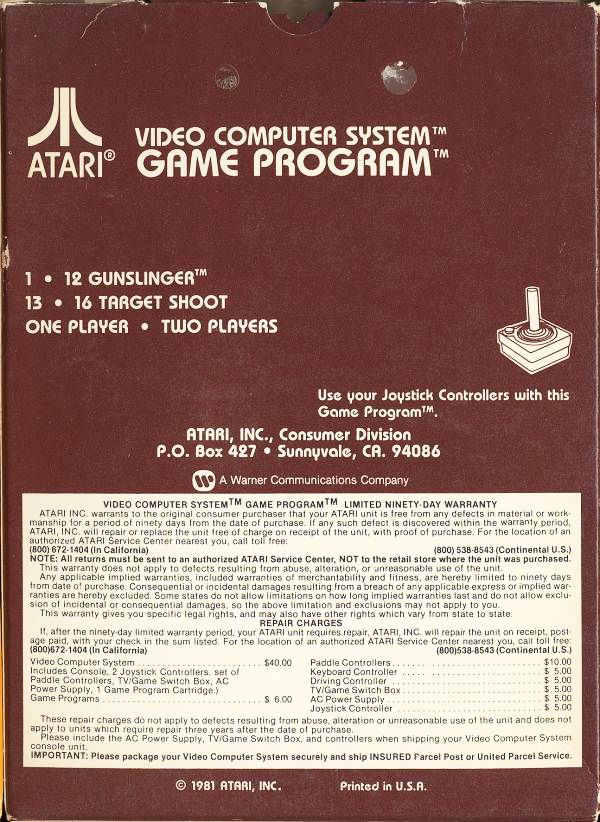 ATARI®
VIDEO COMPUTER SYSTEM™
GAME PROGRAM™
1 • 12 GUNSLINGER™
13 • 16 TARGET SHOOT
ONE PLAYER • TWO PLAYERS
Use your Joystick Controllers with this
Game Program™.
ATARI, INC., Consumer Division
P.O. Box 427 • Sunnyvale, CA. 94086
A Warner Communications Company
VIDEO COMPUTER SYSTEM™ GAME PROGRAM™ LIMITED NINETY-DAY WARRANTY
ATARI INC. warrants to the original consumer purchaser that your ATARI unit is free from any defects in material or work-
manship for a period of ninety days from the date of purchase. If any such defect is discovered within the warranty period,
ATARI, INC. will repair or replace the unit free of charge on receipt of the unit, with proof of purchase. For the location of an
authorized ATARI Service Center nearest you, call toll free:
(800) 672-1404 (In California) (800) 538-8543 (Continental U.S.)
NOTE: All returns must be sent to an authorized ATARI Service Center, NOT to the retail store where the unit was purchased.
This warranty does not apply to defects resulting from abuse, alteration, or unreasonable use of the unit.
Any applicable implied warranties, included warranties of merchantability and fitness, are hereby limited to ninety days
from date of purchase. Consequential or incidental damages resulting from a breach of any applicable express or implied war-
ranties are hereby excluded. Some states do not allow limitations on how long implied warranties last and do not allow exclu-
sion of incidental or consequential damages, so the above limitation and exclusions may not apply to you.
This warranty gives you specific legal rights, and may also have other rights which vary from state to state.
REPAIR CHARGES
If, after the ninety-day limited warranty period, your ATARI unit requires repair, ATARI, INC. will repair the unit on receipt, post-
age paid, with your check in the sum listed. For the location of an authorized ATARI Service Center nearest you, call toll free:
(800)672-1404 (In California) (800)538-8543 (Continental U.S.)
Video Computer System . . . . . . . . . . . . . . . . . . . $40.00
Includes Console, 2 Joystick Controllers, set of
Paddle Controllers, TV/Game Switch Box, AC
Power Supply, 1 Game Program Cartridge.)
Game Programs . . . . . . . . . . . . . . . . . . . . . . . . $ 6.00
Paddle Controllers . . . . . . . . . . . . . . . . . . . . . . $10.00
Keyboard Controller . . . . . . . . . . . . . . . . . . . . $ 5.00
Driving Controller . . . . . . . . . . . . . . . . . . . . . . $ 5.00
TV/Game Switch Box . . . . . . . . . . . . . . . . . . . . $ 5.00
AC Power Supply . . . . . . . . . . . . . . . . . . . . . . . $ 5.00
Joystick Controller . . . . . . . . . . . . . . . . . . . . . $ 5.00
These repair charges do not apply to defects resulting from abuse, alteration or unreasonable use of the unit and does not
apply to units which require repair three years after the date of purchase.
Please include the AC Power Supply, TV/Game Switch Box, and controllers when shipping your Video Computer System
console unit.
IMPORTANT: Please package your Video Computer System securely and ship INSURED Parcel Post or United Parcel Service.
© 1981 ATARI, INC. Printed in U.S.A.